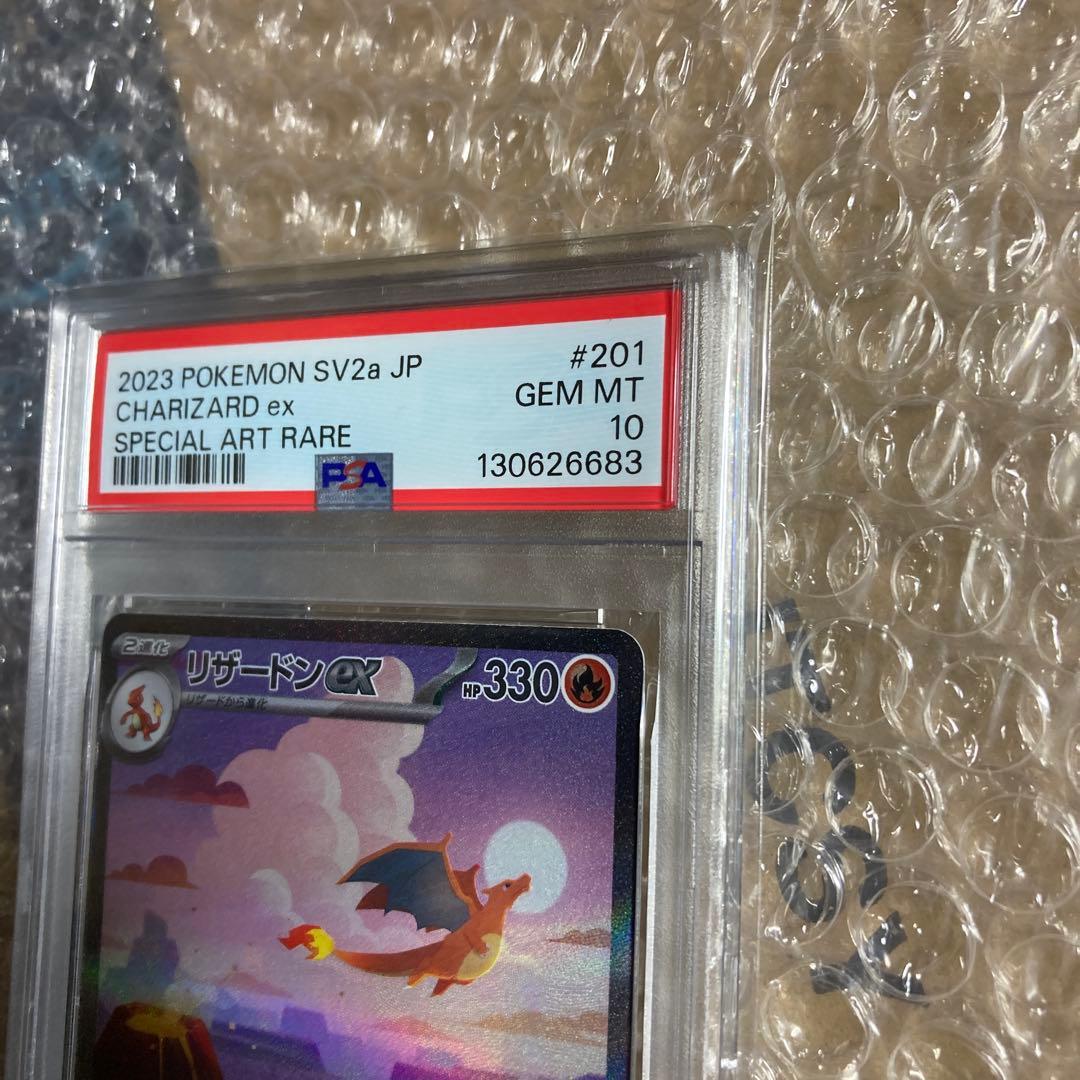 2023 POKEMON SV2a JP
#201
CHARIZARD ex
GEM MT
SPECIAL ART RARE
10
PSA
130626683
2進化
リザードンex
HP330
リザードから進化